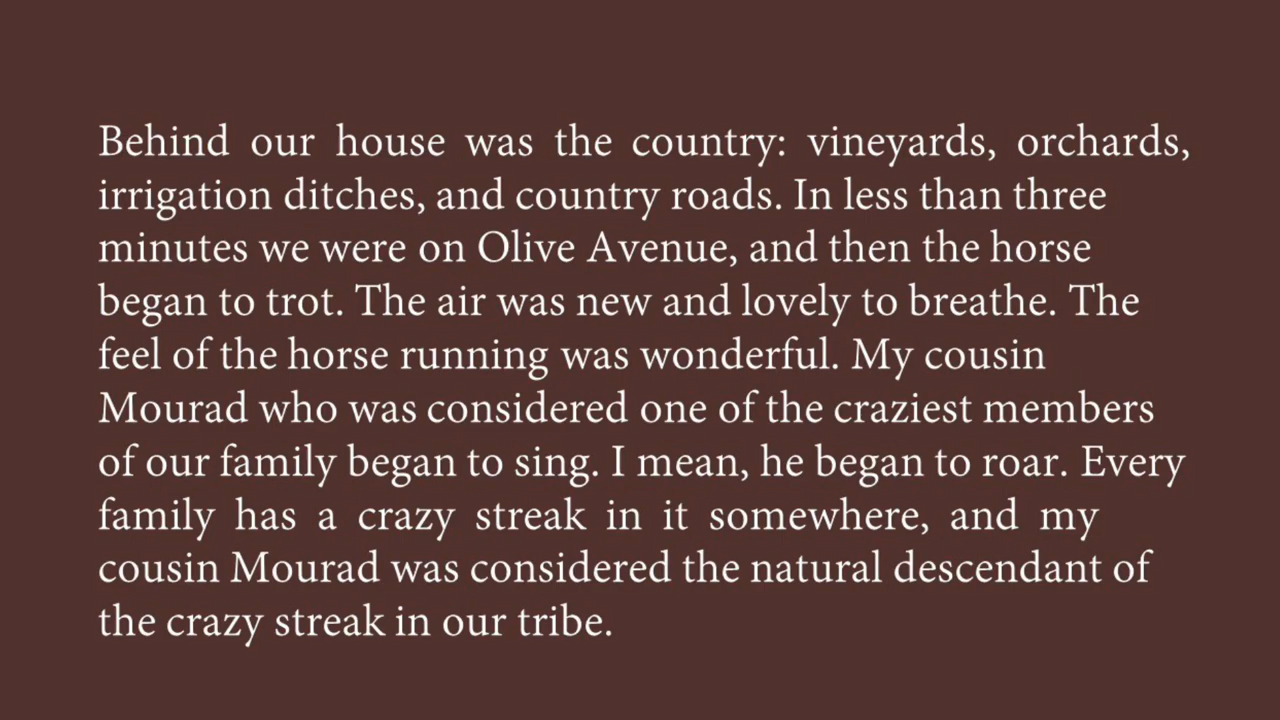 Behind our house was the country: vineyards, orchards,
irrigation ditches, and country roads. In less than three
minutes we were on Olive Avenue, and then the horse
began to trot. The air was new and lovely to breathe. The
feel of the horse running was wonderful. My cousin
Mourad who was considered one of the craziest members
of our family began to sing. I mean, he began to roar. Every
family has a crazy streak in it somewhere, and my
cousin Mourad was considered the natural descendant of
the crazy streak in our tribe.